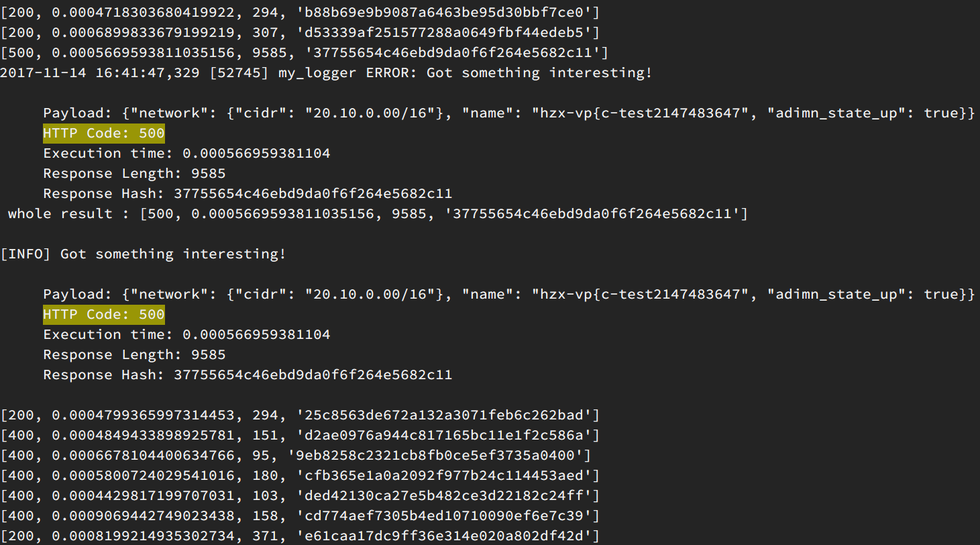 [200, 0.00047183036804199​22, 294, 'b88b69e9b9087a6463be95d30bbf7ce0']
[200, 0.0006899833679199219, 307, 'd53339af251577288a0649fbf44edeb5']
[500, 0.0005669593811035156, 9585, '37755654c46ebd9da0f6f264e5682c11']
2017-11-14 16:41:47,329 [52745] my_logger ERROR: Got something interesting!
Payload: {"network": {"cidr": "20.10.0.00/16"}, "name": "hzx-vp{c-test2147483647", "adimn_state_up": true}}
HTTP Code: 500
Execution time: 0.000566959381104
Response Length: 9585
Response Hash: 37755654c46ebd9da0f6f264e5682c11
whole result : [500, 0.0005669593811035156, 9585, '37755654c46ebd9da0f6f264e5682c11']
[INFO] Got something interesting!
Payload: {"network": {"cidr": "20.10.0.00/16"}, "name": "hzx-vp{c-test2147483647", "adimn_state_up": true}}
HTTP Code: 500
Execution time: 0.000566959381104
Response Length: 9585
Response Hash: 37755654c46ebd9da0f6f264e5682c11
[200, 0.0004799365997314453, 294, '25c8563de672a132a3071feb6c262bad']
[400, 0.0004849433898925781, 151, 'd2ae0976a944c817165bc11e1f2c586a']
[400, 0.0006678104400634766, 95, '9eb8258c2321cb8fb0ce5ef3735a0400']
[400, 0.0005800724029541016, 180, 'cfb365e1a0a2092f977b24c114453aed']
[400, 0.0004429817199707031, 103, 'ded42130ca27e5b482ce3d22182c24ff']
[400, 0.0009069442749023438, 158, 'cd774aef7305b4ed10710090ef6e7c39']
[200, 0.0008199214935302734, 371, 'e61caa17dc9ff36e314e020a802df42d']